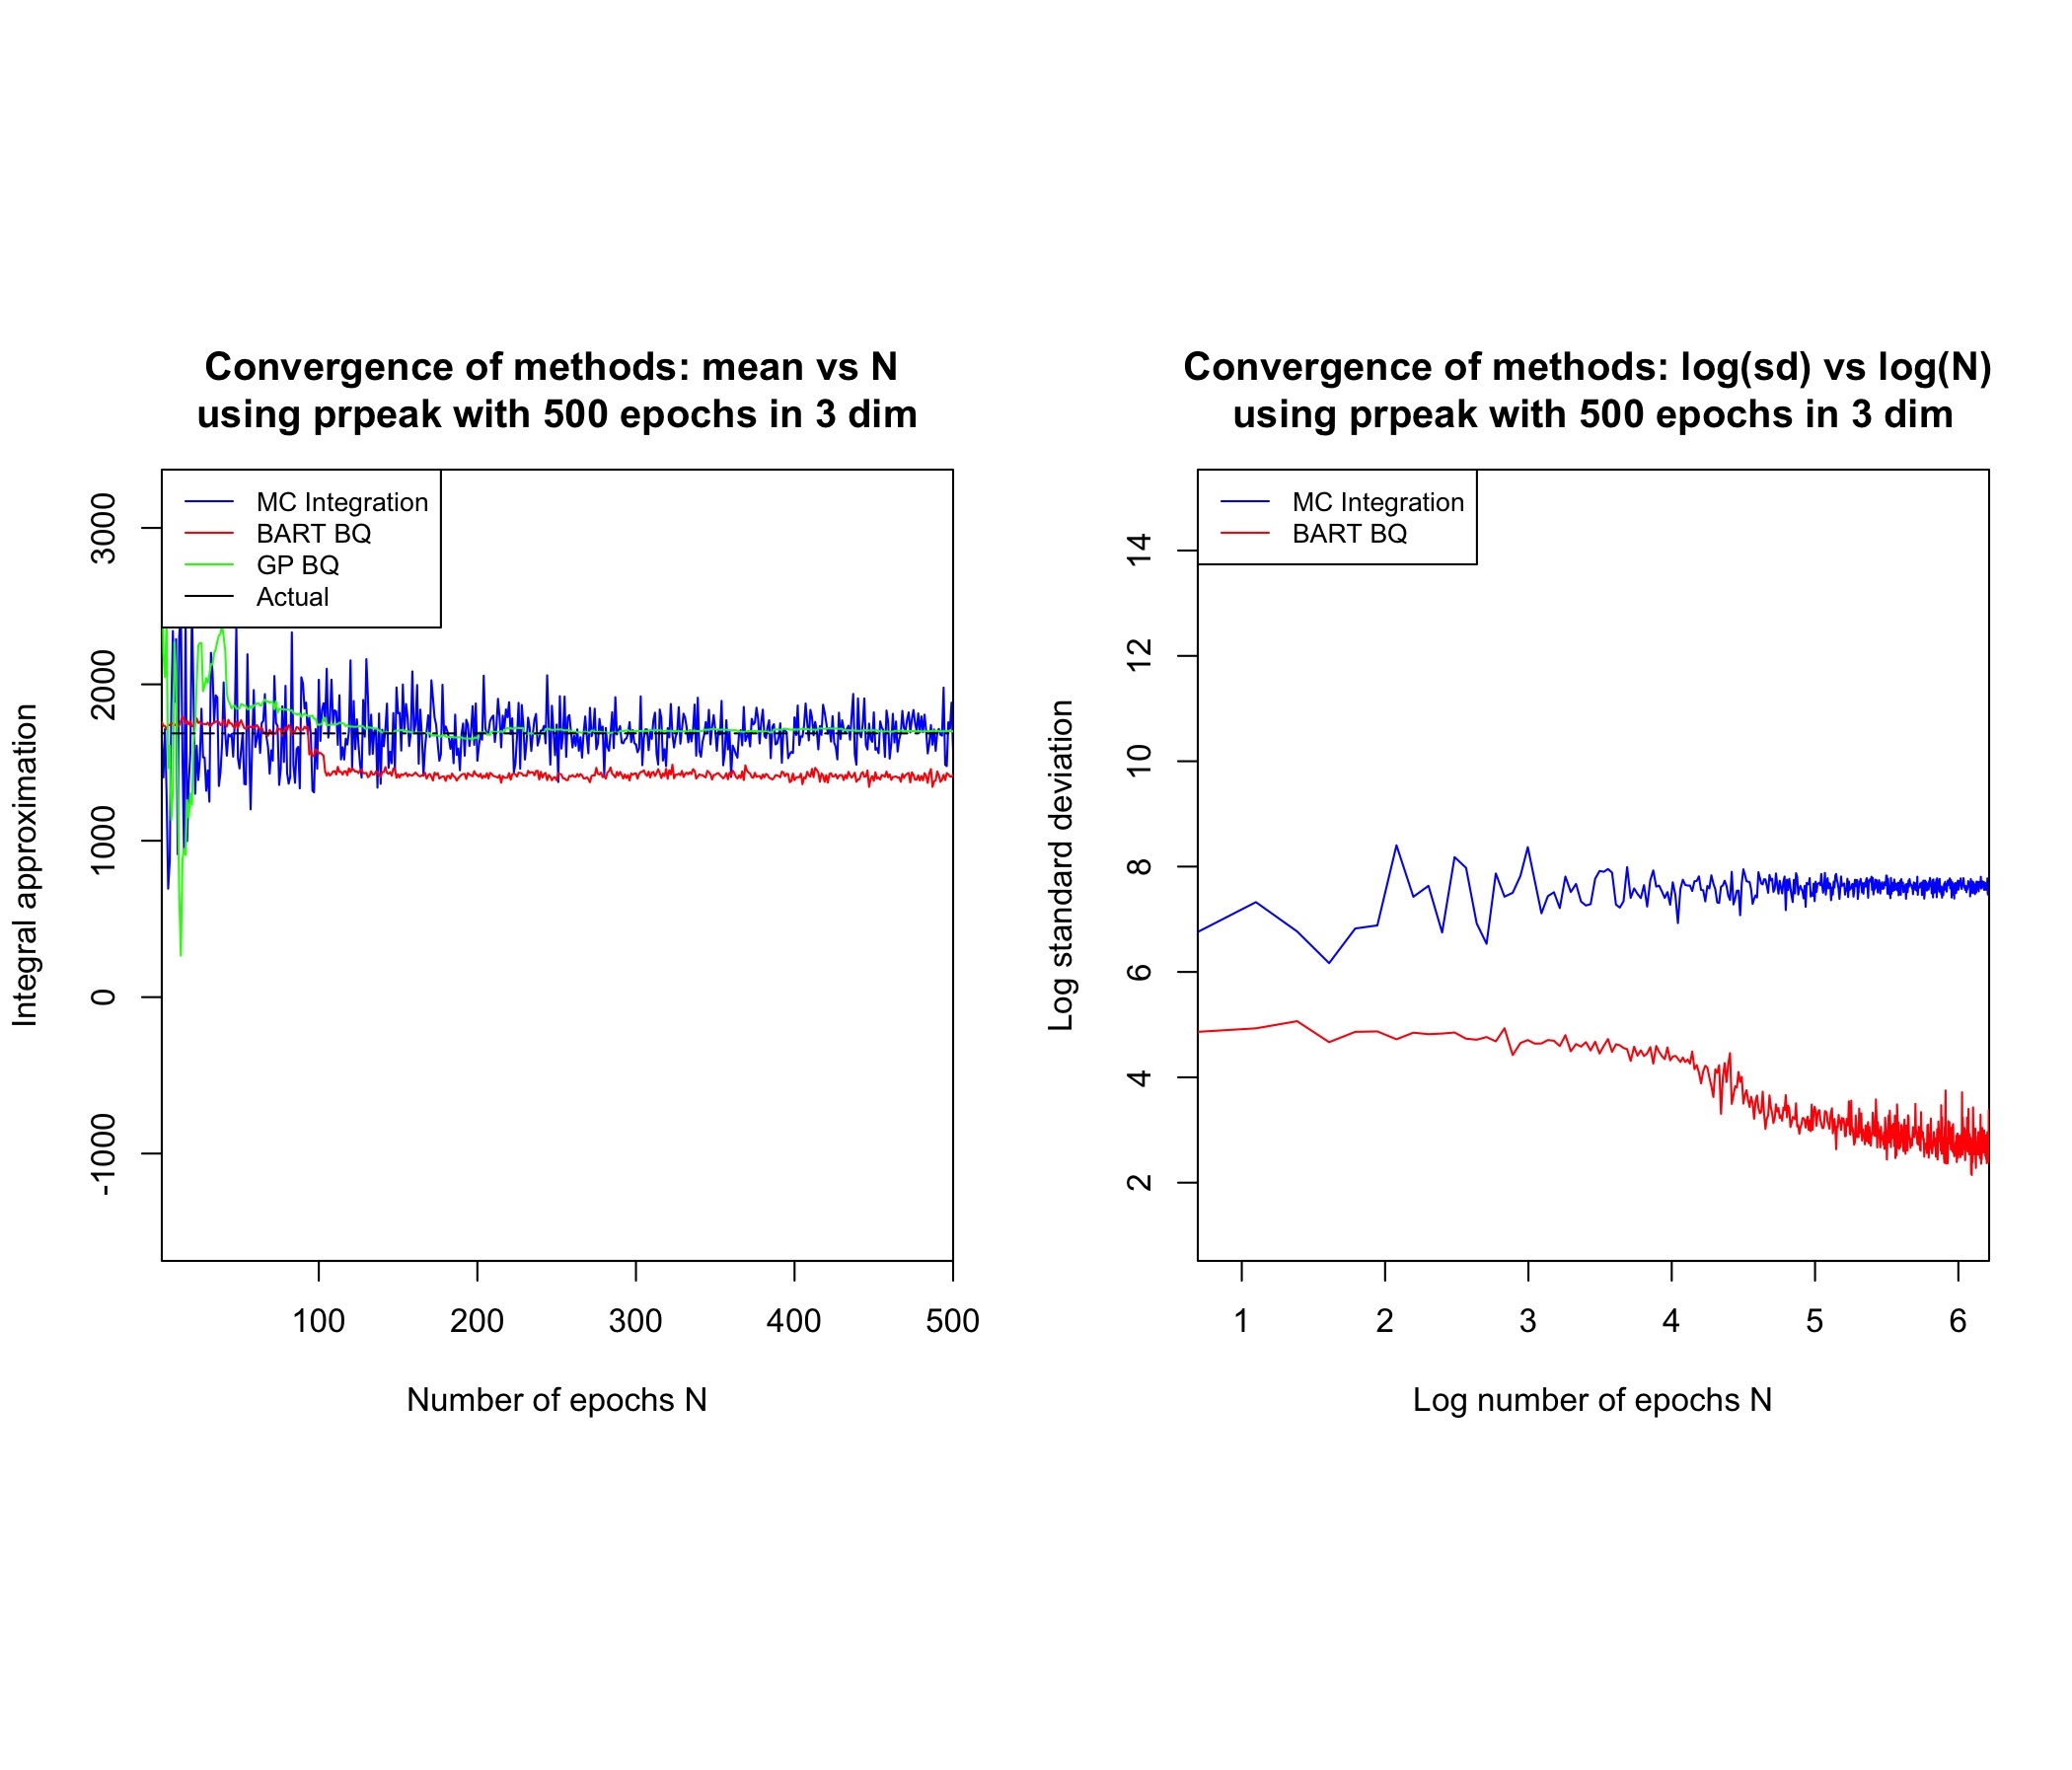 Convergence of methods: mean vs N
using prpeak with 500 epochs in 3 dim
MC Integration
BART BQ
GP BQ
Actual
Integral approximation
3000
2000
1000
0
-1000
100
200
300
400
500
Number of epochs N
Convergence of methods: log(sd) vs log(N)
using prpeak with 500 epochs in 3 dim
MC Integration
BART BQ
Log standard deviation
14
12
10
8
6
4
2
1
2
3
4
5
6
Log number of epochs N